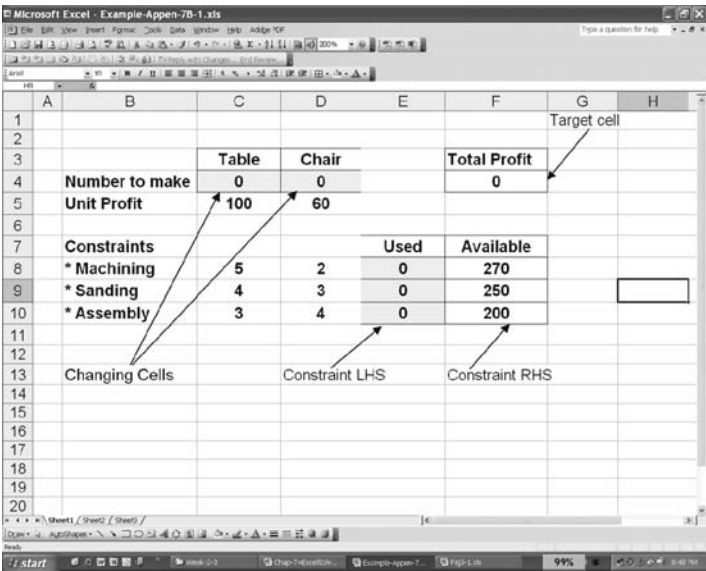 Microsoft Excel - Example-Appen-7B-1.xls
File Edit View Insert Format Tools Data Window Help Adobe PDF
Type a question for help
200%
Arial 10
H9
A B C D E F G H
1 Target cell
2
3 Table Chair Total Profit
4 Number to make 0 0 0
5 Unit Profit 100 60
6
7 Constraints Used Available
8 * Machining 5 2 0 270
9 * Sanding 4 3 0 250
10 * Assembly 3 4 0 200
11
12
13 Changing Cells Constraint LHS Constraint RHS
14
15
16
17
18
19
20
Sheet1 / Sheet2 / Sheet3 /
Draw AutoShapes
Ready
start Week-2-3 Example-Appen-7... 99%